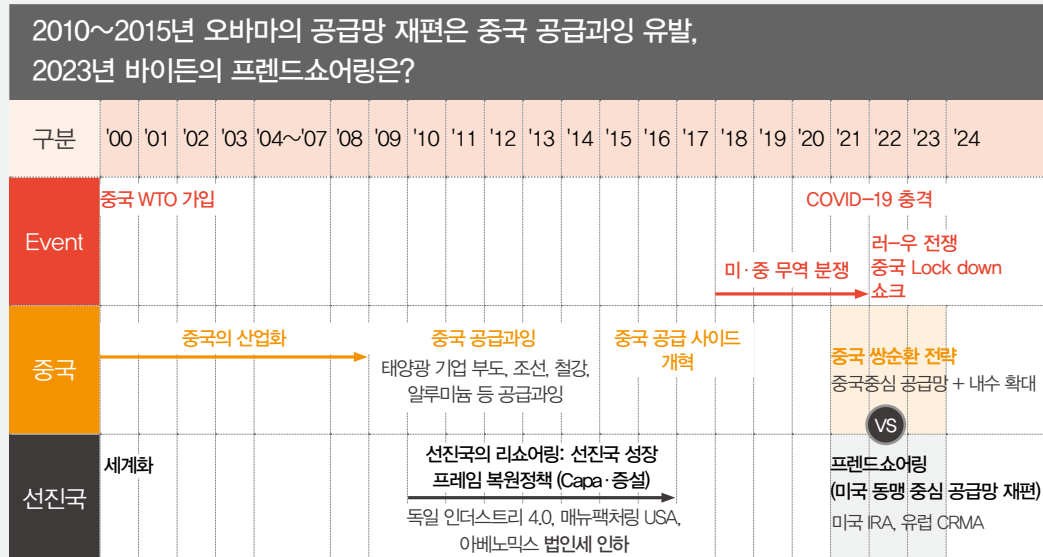 2010～2015년 오바마의 공급망 재편은 중국 공급과잉 유발,
2023년 바이든의 프렌드쇼어링은?
구분 '00 '01 '02 '03 '04～'07 '08 '09 '10 '11 '12 '13 '14 '15 '16 '17 '18 '19 '20 '21 '22 '23 '24
Event
중국 WTO 가입
COVID-19 충격
미·중 무역 분쟁
러-우 전쟁
중국 Lock down
쇼크
중국
중국의 산업화
중국 공급과잉
태양광 기업 부도, 조선, 철강,
알루미늄 등 공급과잉
중국 공급 사이드
개혁
중국 쌍순환 전략
중국중심 공급망 + 내수 확대
VS
선진국
세계화
선진국의 리쇼어링: 선진국 성장
프레임 복원정책 (Capa·증설)
독일 인더스트리 4.0, 매뉴팩처링 USA,
아베노믹스 법인세 인하
프렌드쇼어링
(미국 동맹 중심 공급망 재편)
미국 IRA, 유럽 CRMA